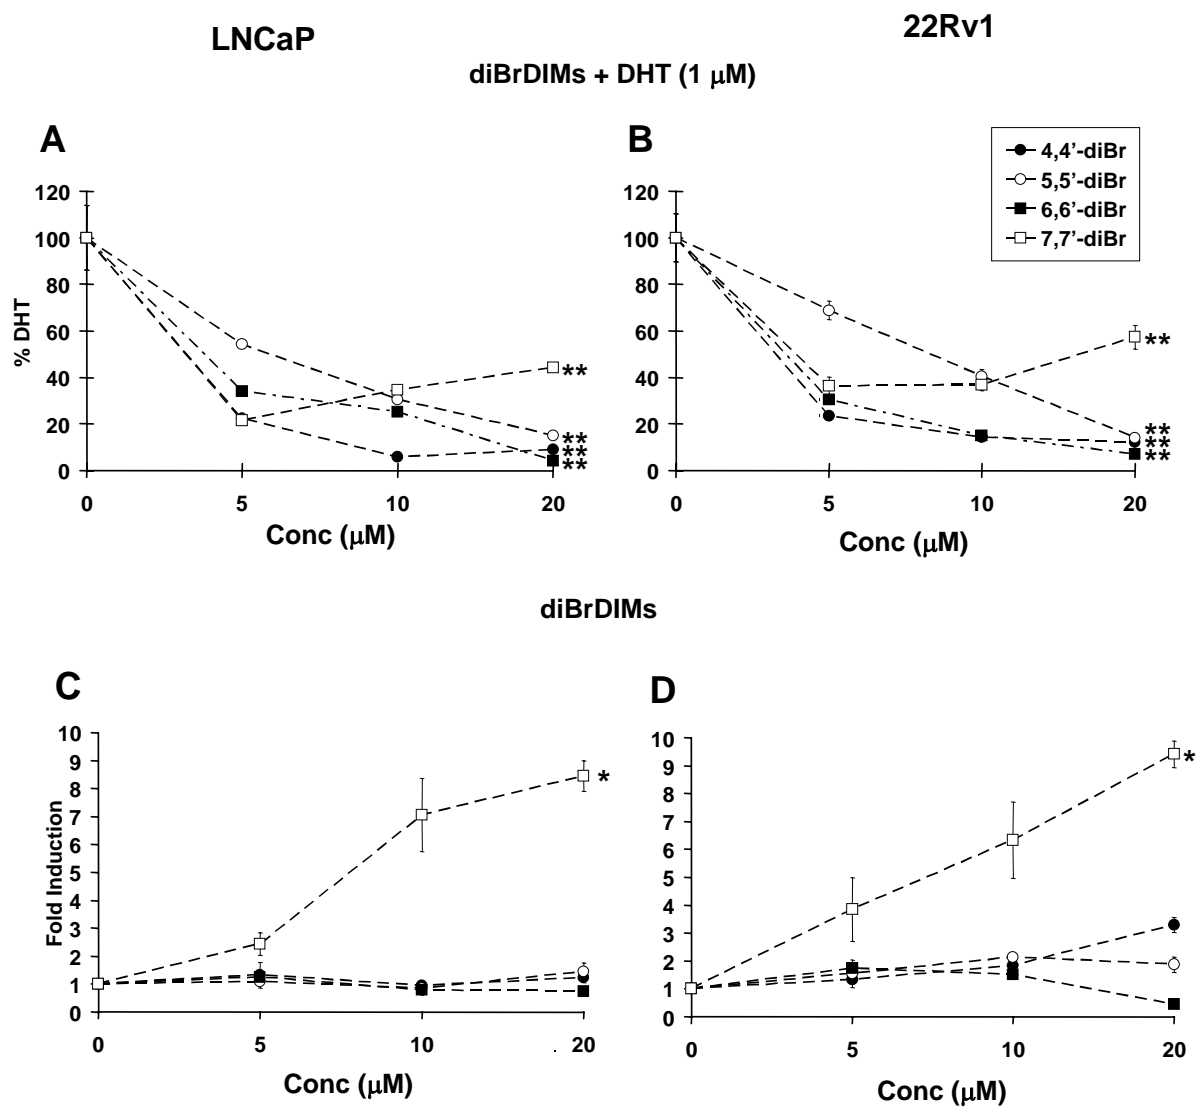 LNCaP
22Rv1
diBrDIMs + DHT (1 μM)
A
B
4,4'-diBr
5,5'-diBr
6,6'-diBr
7,7'-diBr
120
100
80
60
40
20
0
% DHT
**
**
**
**
0 5 10 20
Conc (μM)
120
100
80
60
40
20
0
**
**
**
**
0 5 10 20
Conc (μM)
diBrDIMs
C
D
10
9
8
7
6
5
4
3
2
1
0
Fold Induction
*
0 5 10 20
Conc (μM)
10
9
8
7
6
5
4
3
2
1
0
*
0 5 10 20
Conc (μM)